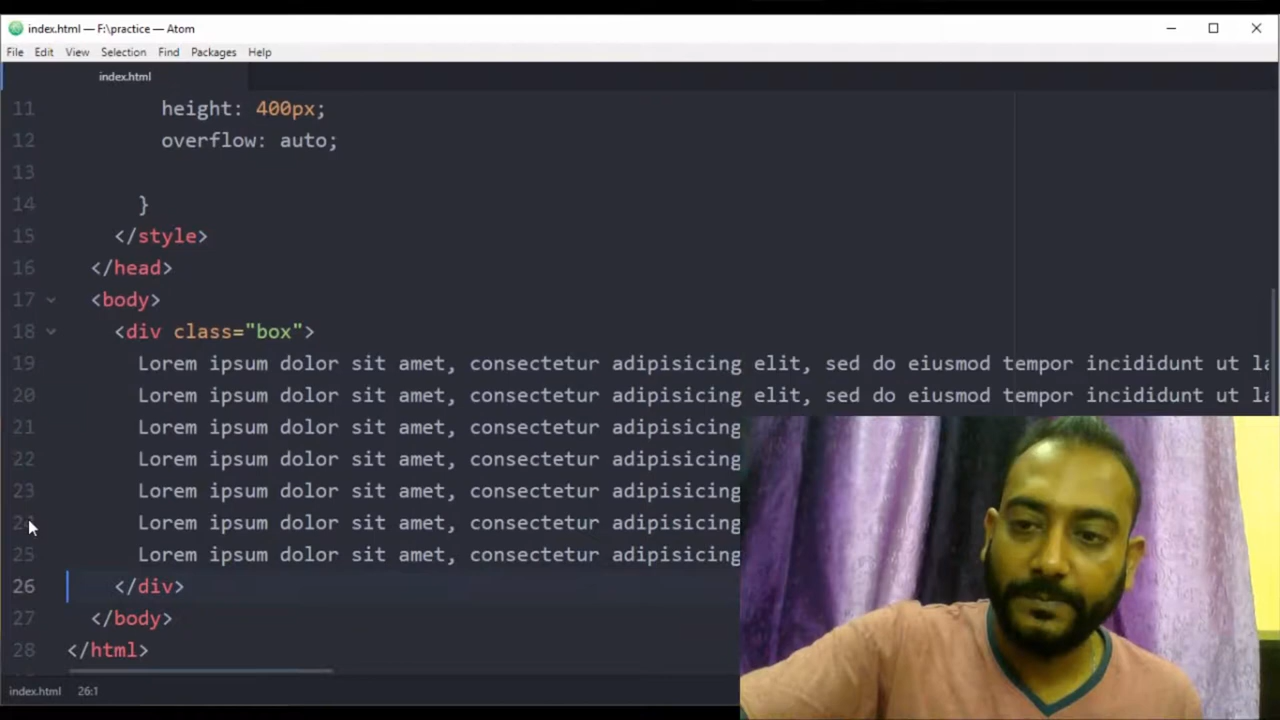 index.html — F:\practice — Atom
File Edit View Selection Find Packages Help
index.html
11 height: 400px;
12 overflow: auto;
13
14 }
15 </style>
16 </head>
17 <body>
18 <div class="box">
19 Lorem ipsum dolor sit amet, consectetur adipisicing elit, sed do eiusmod tempor incididunt ut la
20 Lorem ipsum dolor sit amet, consectetur adipisicing elit, sed do eiusmod tempor incididunt ut la
21 Lorem ipsum dolor sit amet, consectetur adipisicing
22 Lorem ipsum dolor sit amet, consectetur adipisicing
23 Lorem ipsum dolor sit amet, consectetur adipisicing
24 Lorem ipsum dolor sit amet, consectetur adipisicing
25 Lorem ipsum dolor sit amet, consectetur adipisicing
26 </div>
27 </body>
28 </html>
index.html 26:1